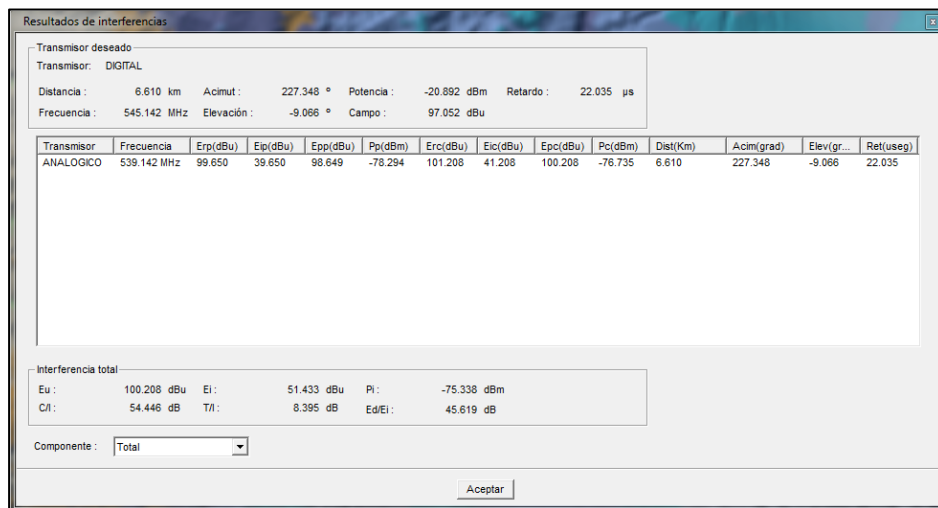 Resultados de interferencias
Transmisor deseado
Transmisor: DIGITAL
Distancia : 6.610 km Acimut : 227.348 º Potencia : -20.892 dBm Retardo : 22.035 µs
Frecuencia : 545.142 MHz Elevación : -9.066 º Campo : 97.052 dBu
Transmisor Frecuencia Erp(dBu) Eip(dBu) Epp(dBu) Pp(dBm) Erc(dBu) Eic(dBu) Epc(dBu) Pc(dBm) Dist(Km) Acim(grad) Elev(gr... Ret(useg)
ANALOGICO 539.142 MHz 99.650 39.650 98.649 -78.294 101.208 41.208 100.208 -76.735 6.610 227.348 -9.066 22.035
Interferencia total
Eu : 100.208 dBu Ei : 51.433 dBu Pi : -75.338 dBm
C/I : 54.446 dB T/I : 8.395 dB Ed/Ei : 45.619 dB
Componente : Total
Aceptar